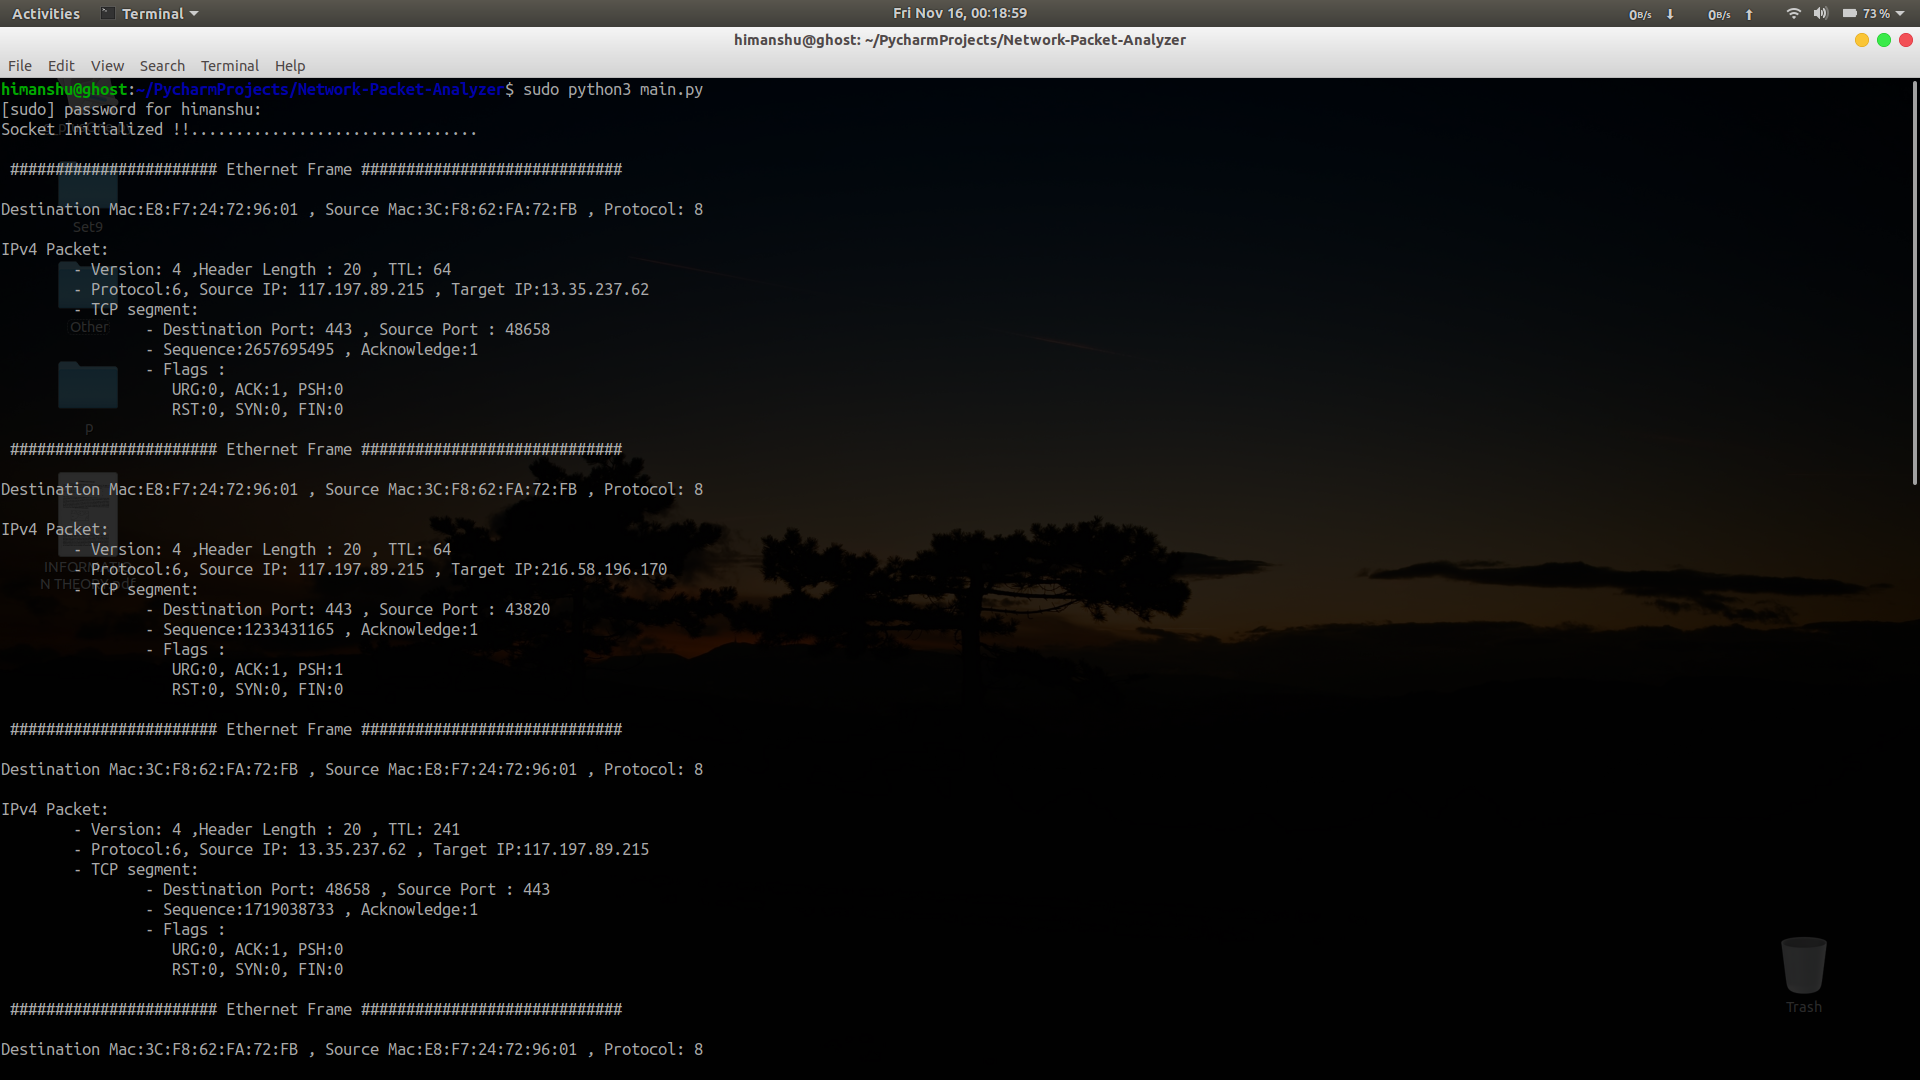 Activities Terminal Fri Nov 16, 00:18:59 0B/s ↓ 0B/s ↑ 73 %
himanshu@ghost: ~/PycharmProjects/Network-Packet-Analyzer
File Edit View Search Terminal Help
himanshu@ghost:~/PycharmProjects/Network-Packet-Analyzer$ sudo python3 main.py
[sudo] password for himanshu:
Socket Initialized !!................................
####################### Ethernet Frame #############################
Destination Mac:E8:F7:24:72:96:01 , Source Mac:3C:F8:62:FA:72:FB , Protocol: 8
Set9
IPv4 Packet:
- Version: 4 ,Header Length : 20 , TTL: 64
- Protocol:6, Source IP: 117.197.89.215 , Target IP:13.35.237.62
- TCP segment:
Other
- Destination Port: 443 , Source Port : 48658
- Sequence:2657695495 , Acknowledge:1
- Flags :
URG:0, ACK:1, PSH:0
RST:0, SYN:0, FIN:0
p
####################### Ethernet Frame #############################
Destination Mac:E8:F7:24:72:96:01 , Source Mac:3C:F8:62:FA:72:FB , Protocol: 8
IPv4 Packet:
- Version: 4 ,Header Length : 20 , TTL: 64
- Protocol:6, Source IP: 117.197.89.215 , Target IP:216.58.196.170
INFORMATIO
N THEORY.pdf
- TCP segment:
- Destination Port: 443 , Source Port : 43820
- Sequence:1233431165 , Acknowledge:1
- Flags :
URG:0, ACK:1, PSH:1
RST:0, SYN:0, FIN:0
####################### Ethernet Frame #############################
Destination Mac:3C:F8:62:FA:72:FB , Source Mac:E8:F7:24:72:96:01 , Protocol: 8
IPv4 Packet:
- Version: 4 ,Header Length : 20 , TTL: 241
- Protocol:6, Source IP: 13.35.237.62 , Target IP:117.197.89.215
- TCP segment:
- Destination Port: 48658 , Source Port : 443
- Sequence:1719038733 , Acknowledge:1
- Flags :
URG:0, ACK:1, PSH:0
RST:0, SYN:0, FIN:0
####################### Ethernet Frame #############################
Trash
Destination Mac:3C:F8:62:FA:72:FB , Source Mac:E8:F7:24:72:96:01 , Protocol: 8